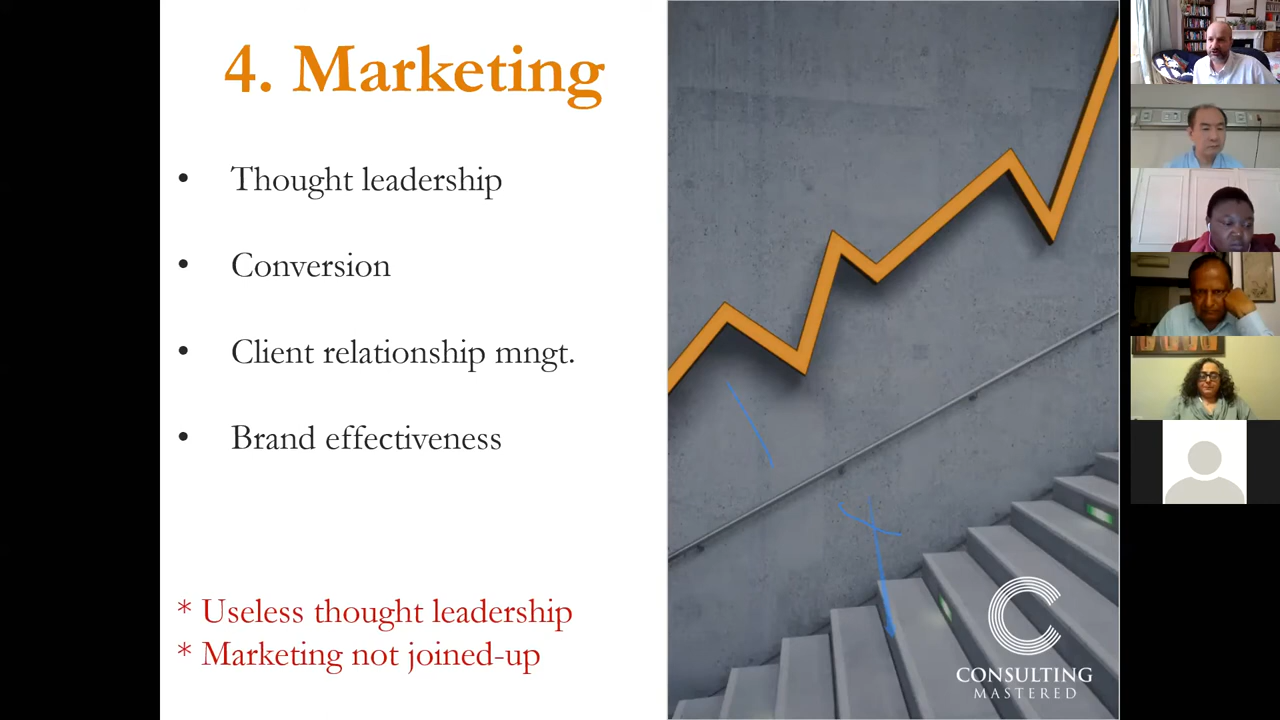 4. Marketing
• Thought leadership
• Conversion
• Client relationship mngt.
• Brand effectiveness
* Useless thought leadership
* Marketing not joined-up
CONSULTING
MASTERED